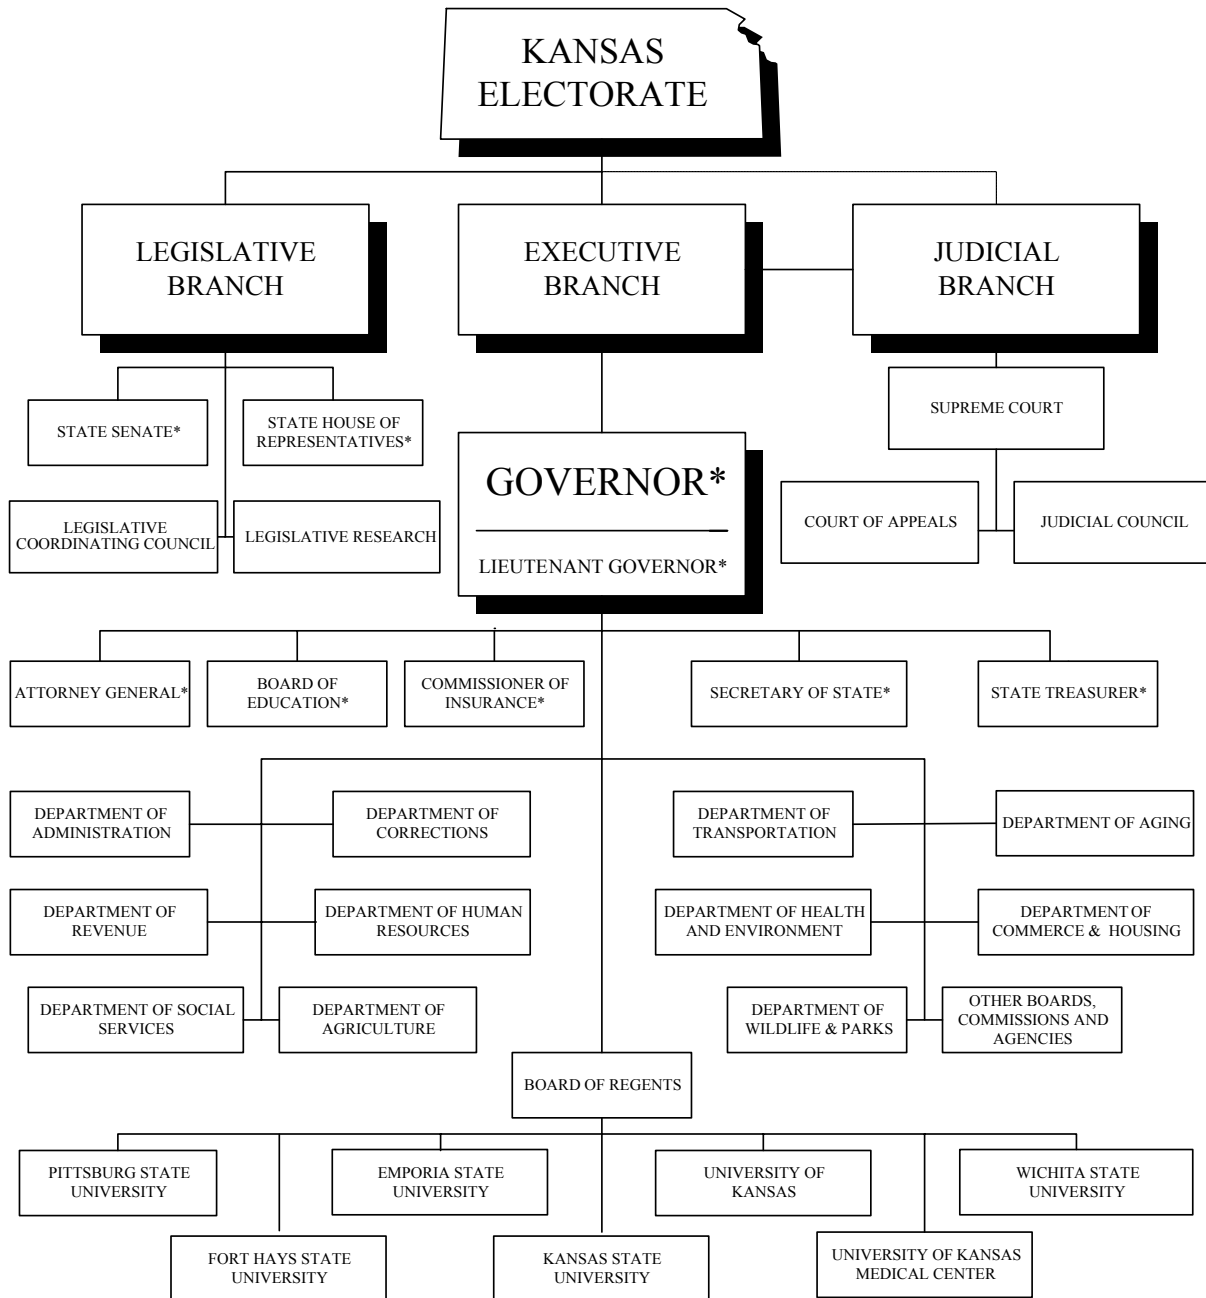 KANSAS
ELECTORATE
LEGISLATIVE
BRANCH
EXECUTIVE
BRANCH
JUDICIAL
BRANCH
STATE SENATE*
STATE HOUSE OF
REPRESENTATIVES*
SUPREME COURT
LEGISLATIVE
COORDINATING COUNCIL
LEGISLATIVE RESEARCH
GOVERNOR*
LIEUTENANT GOVERNOR*
COURT OF APPEALS
JUDICIAL COUNCIL
ATTORNEY GENERAL*
BOARD OF
EDUCATION*
COMMISSIONER OF
INSURANCE*
SECRETARY OF STATE*
STATE TREASURER*
DEPARTMENT OF
ADMINISTRATION
DEPARTMENT OF
CORRECTIONS
DEPARTMENT OF
TRANSPORTATION
DEPARTMENT OF AGING
DEPARTMENT OF
REVENUE
DEPARTMENT OF HUMAN
RESOURCES
DEPARTMENT OF HEALTH
AND ENVIRONMENT
DEPARTMENT OF
COMMERCE & HOUSING
DEPARTMENT OF SOCIAL
SERVICES
DEPARTMENT OF
AGRICULTURE
DEPARTMENT OF
WILDLIFE & PARKS
OTHER BOARDS,
COMMISSIONS AND
AGENCIES
BOARD OF REGENTS
PITTSBURG STATE
UNIVERSITY
EMPORIA STATE
UNIVERSITY
UNIVERSITY OF
KANSAS
WICHITA STATE
UNIVERSITY
FORT HAYS STATE
UNIVERSITY
KANSAS STATE
UNIVERSITY
UNIVERSITY OF KANSAS
MEDICAL CENTER